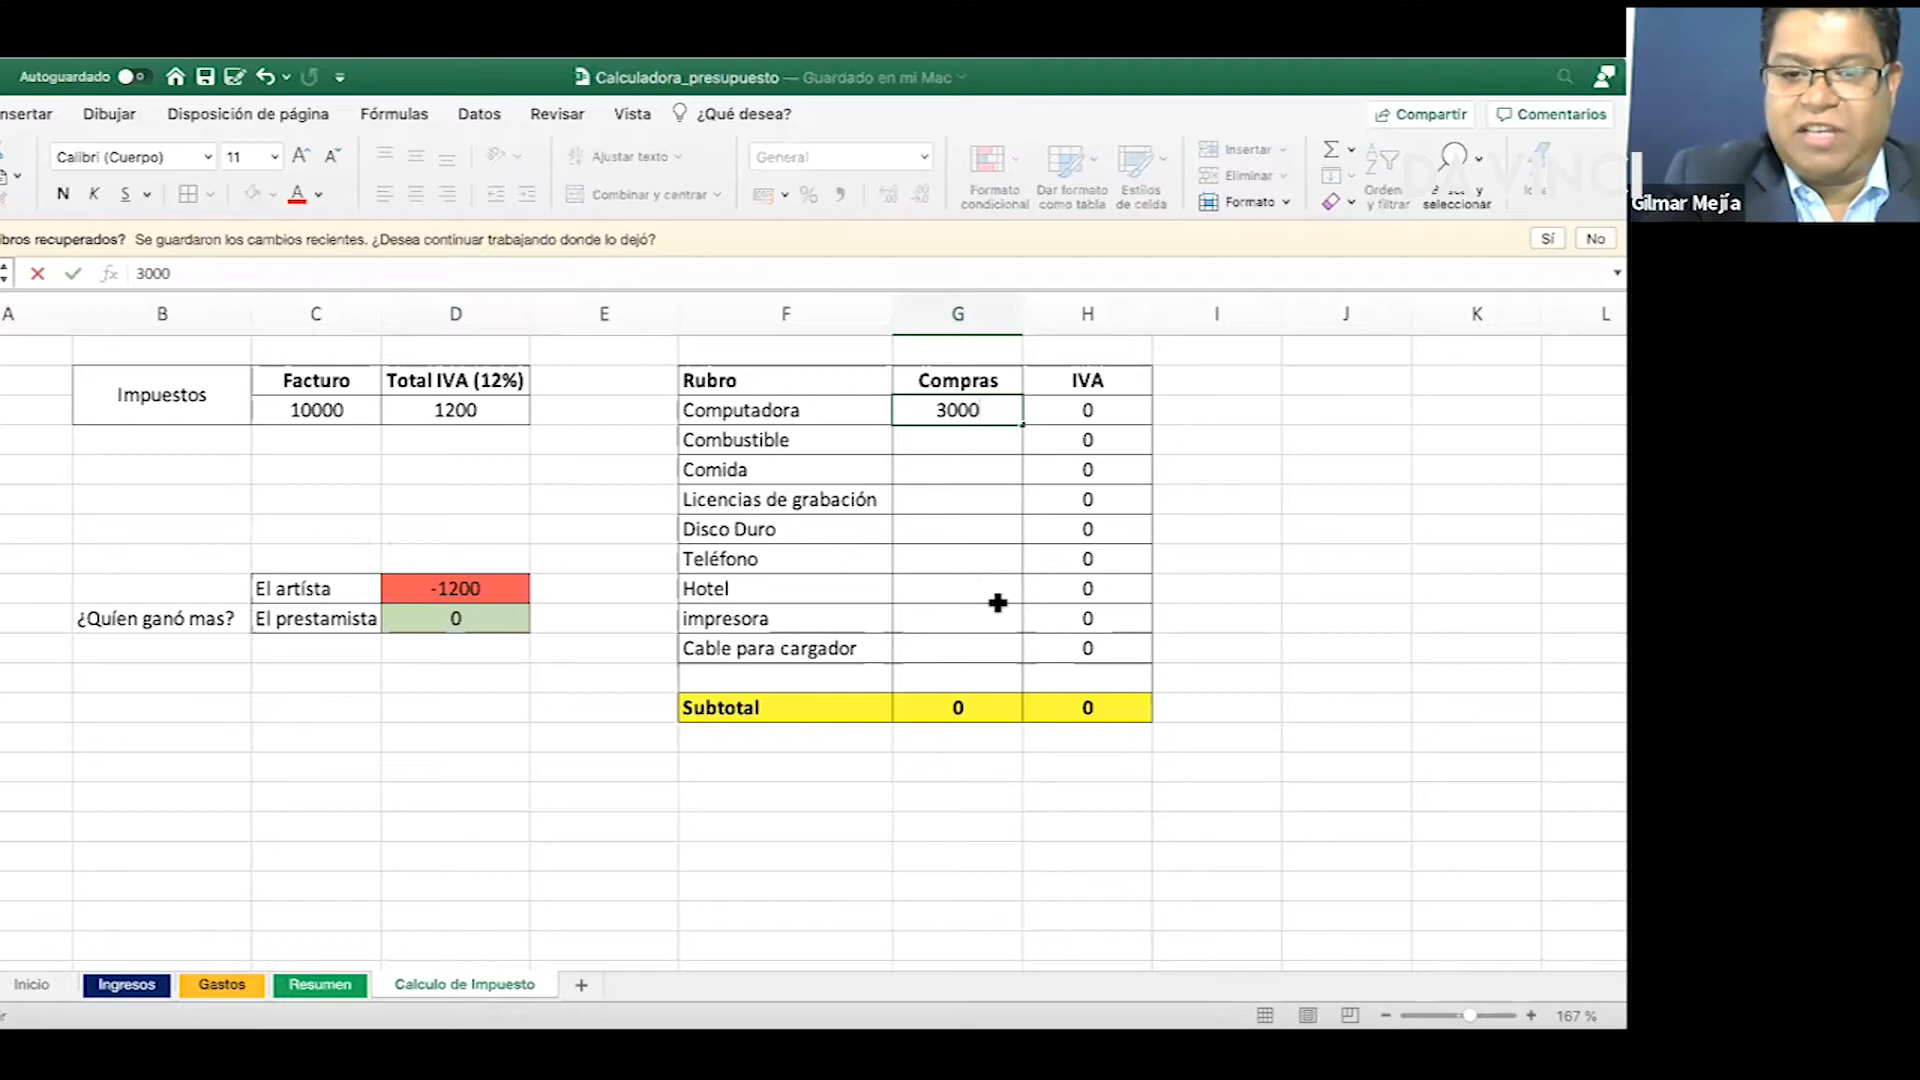 Autoguardado
Calculadora_presupuesto — Guardado en mi Mac
nsertar Dibujar Disposición de página Fórmulas Datos Revisar Vista ¿Qué desea? Compartir Comentarios
Calibri (Cuerpo) 11 A A Ajustar texto General Insertar
N K S A Combinar y centrar % Formato condicional Dar formato como tabla Estilos de celda Eliminar Formato Orden y filtrar seleccionar
DA VINCI
Gilmar Mejía
ibros recuperados? Se guardaron los cambios recientes. ¿Desea continuar trabajando donde lo dejó? Sí No
fx 3000
A B C D E F G H I J K L
Impuestos Facturo Total IVA (12%) Rubro Compras IVA
10000 1200 Computadora 3000 0
Combustible 0
Comida 0
Licencias de grabación 0
Disco Duro 0
Teléfono 0
El artísta -1200 Hotel 0
¿Quíen ganó mas? El prestamista 0 impresora 0
Cable para cargador 0
Subtotal 0 0
Inicio Ingresos Gastos Resumen Calculo de Impuesto +
167 %